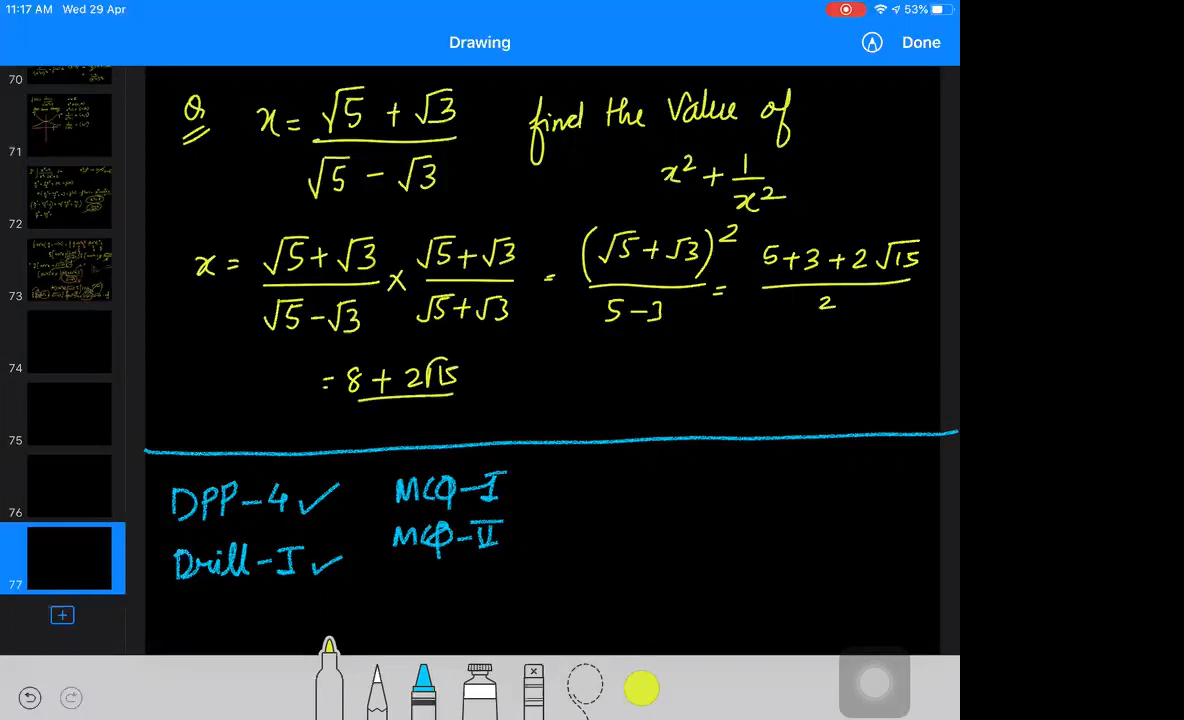 11:17 AM Wed 29 Apr
53%
Drawing
Done
70
71
72
73
74
75
76
77
Q x = √5 + √3 / √5 − √3 find the value of
x² + 1/x²
x = √5 + √3 / √5 − √3 × √5 + √3 / √5 + √3 = (√5 + √3)² / 5 − 3 = 5 + 3 + 2√15 / 2
= 8 + 2√15
DPP-4 ✓ MCQ-I
MCQ-II
Drill-I ✓